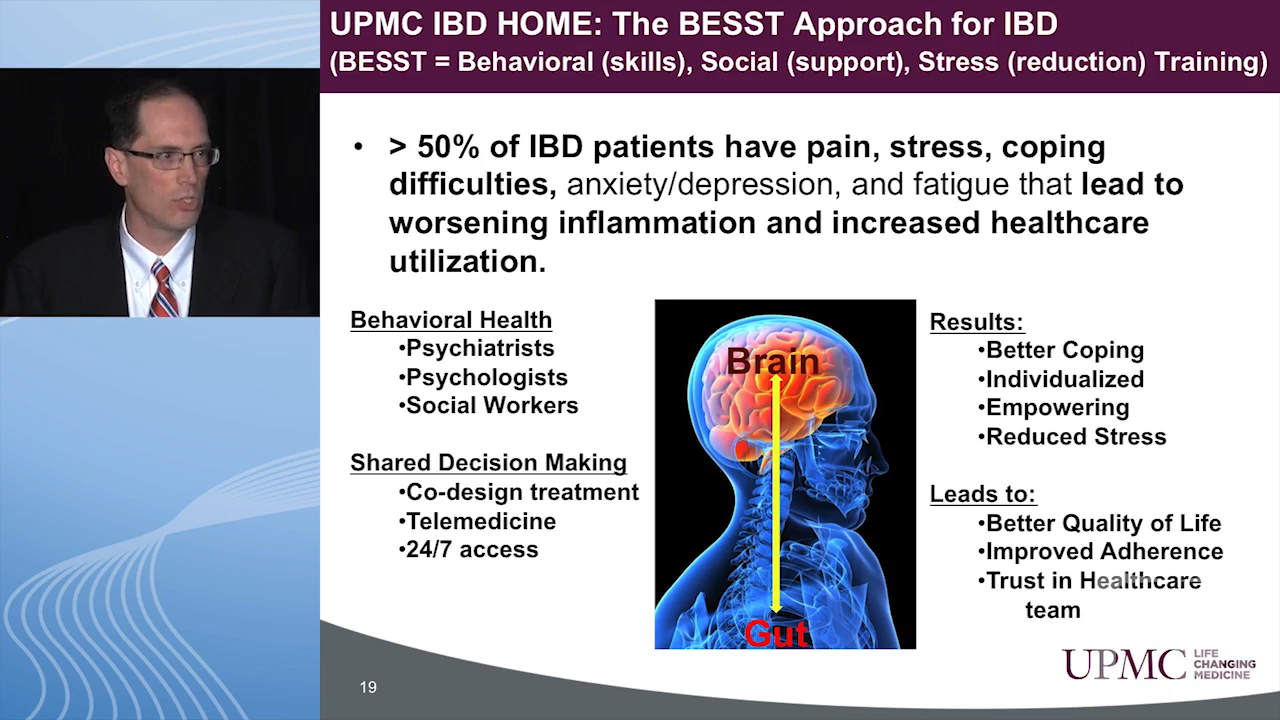 UPMC IBD HOME: The BESST Approach for IBD
(BESST = Behavioral (skills), Social (support), Stress (reduction) Training)
• > 50% of IBD patients have pain, stress, coping
difficulties, anxiety/depression, and fatigue that lead to
worsening inflammation and increased healthcare
utilization.
Behavioral Health
•Psychiatrists
•Psychologists
•Social Workers
Shared Decision Making
•Co-design treatment
•Telemedicine
•24/7 access
Brain
Gut
Results:
•Better Coping
•Individualized
•Empowering
•Reduced Stress
Leads to:
•Better Quality of Life
•Improved Adherence
•Trust in Healthcare
team
19
UPMC LIFE
CHANGING
MEDICINE